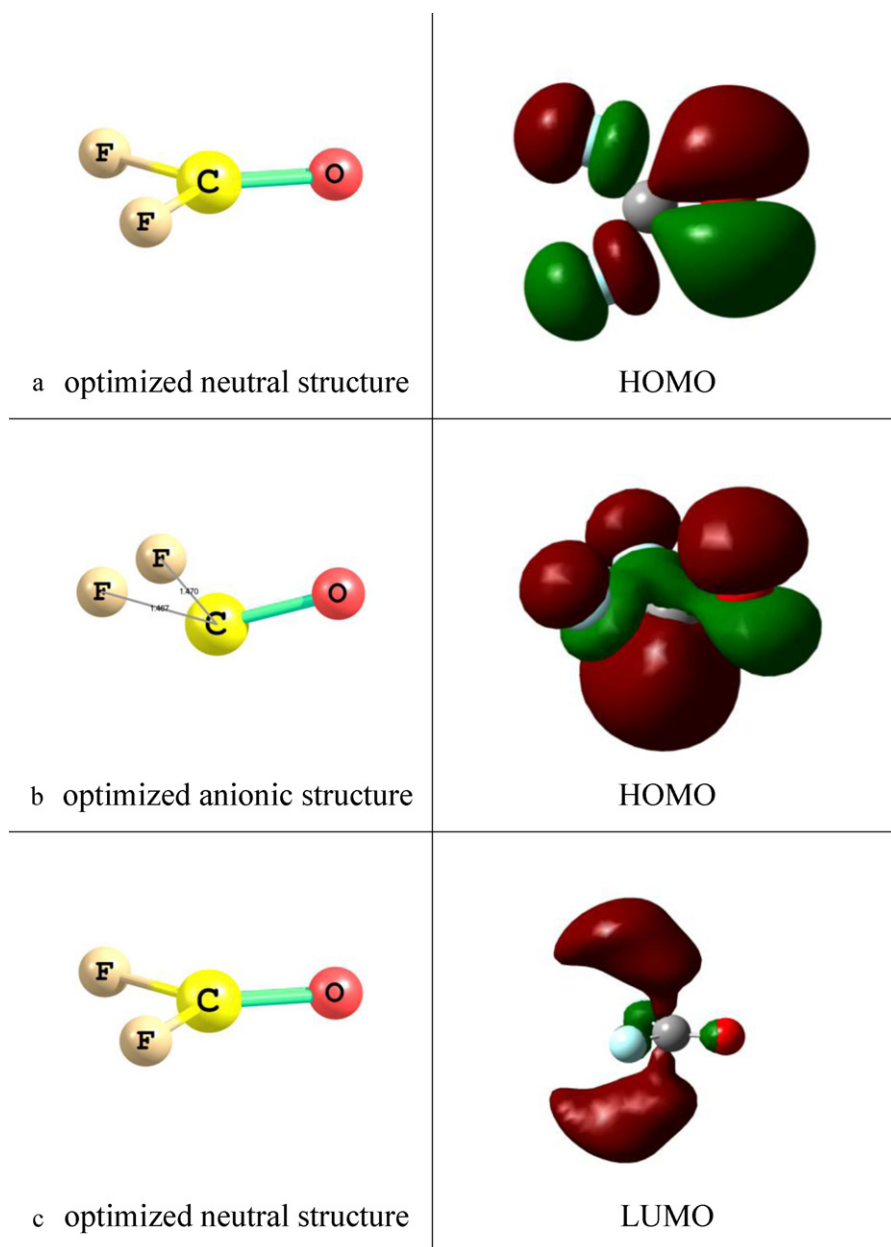 F
C
O
F
a optimized neutral structure
HOMO
F
F
1.470
1.467
C
O
b optimized anionic structure
HOMO
F
C
O
F
c optimized neutral structure
LUMO